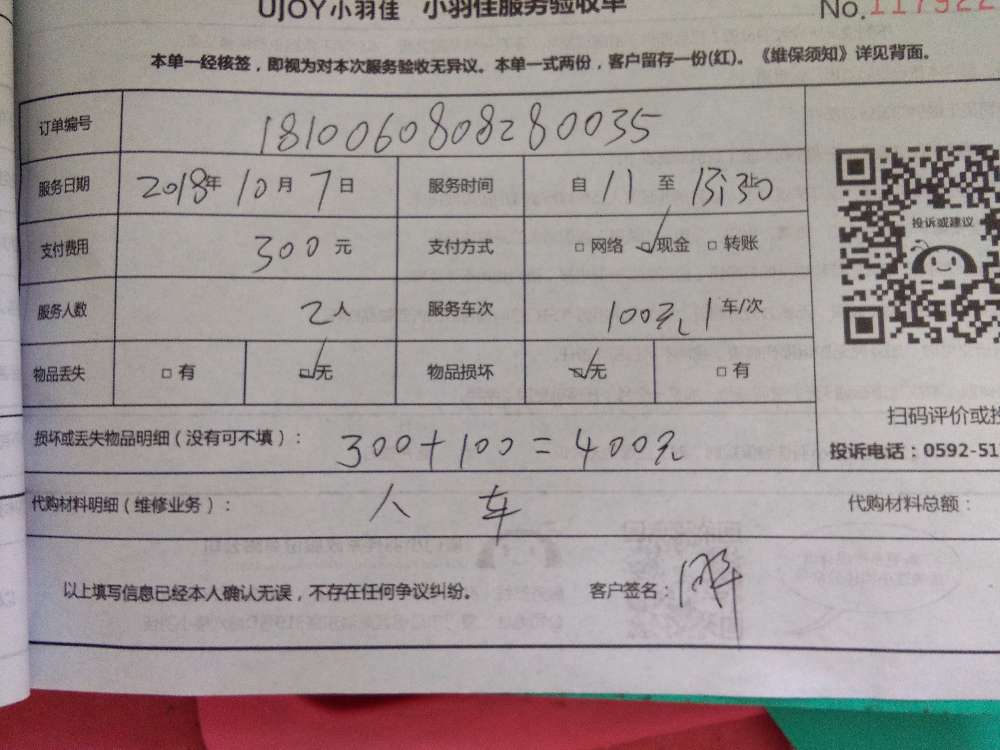 UJOY小羽佳 小羽佳服务验收单 No.117922
本单一经核签，即视为对本次服务验收无异议。本单一式两份，客户留存一份(红)。《维保须知》详见背面。
订单编号 1810060808280035
服务日期 2018年10月7日 服务时间 自11至13:30止
支付费用 300元 支付方式 □网络 ☑现金 □转账
投诉或建议
服务人数 2人 服务车次 100元 1车/次
物品丢失 □有 ☑无 物品损坏 ☑无 □有
扫码评价或投
损坏或丢失物品明细（没有可不填）： 300+100=400元
投诉电话：0592-51
代购材料明细（维修业务）： 人 车 代购材料总额：
以上填写信息已经本人确认无误，不存在任何争议纠纷。 客户签名：